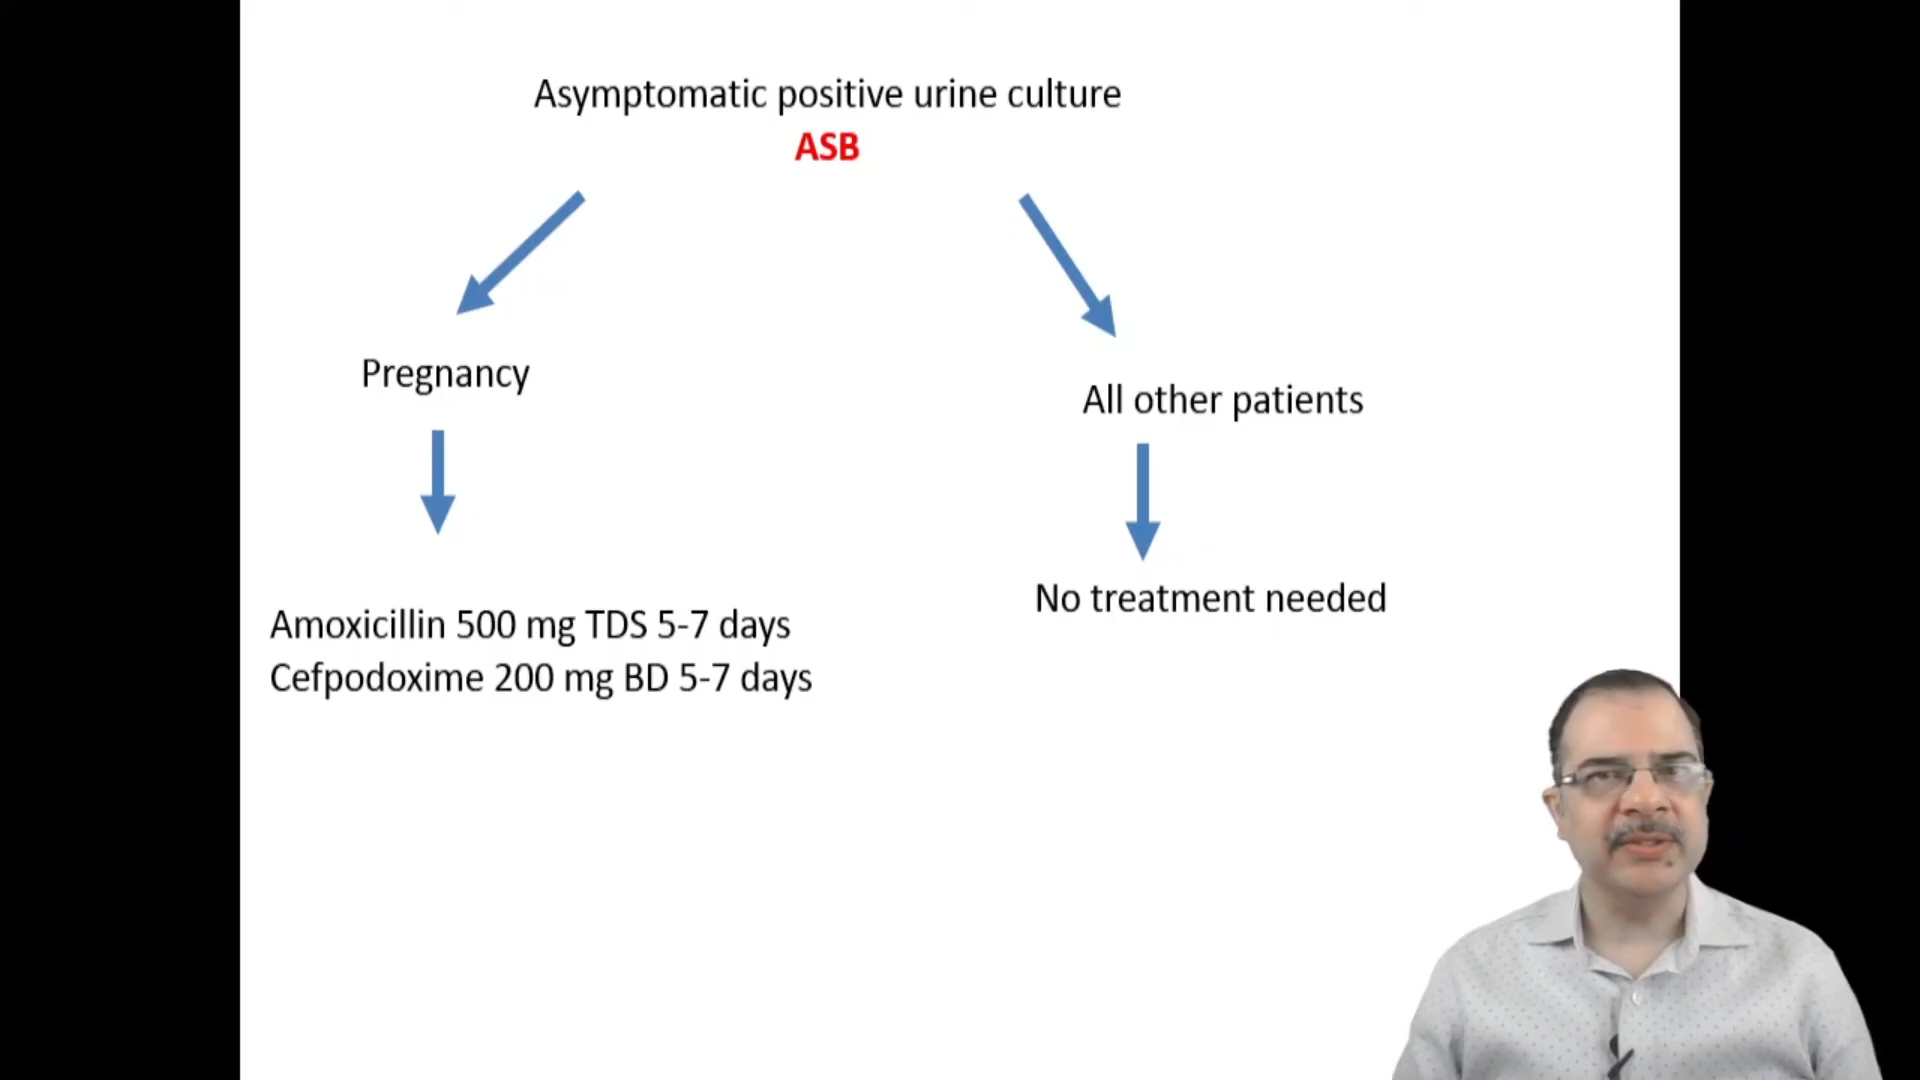 Asymptomatic positive urine culture
ASB
Pregnancy
All other patients
Amoxicillin 500 mg TDS 5-7 days
Cefpodoxime 200 mg BD 5-7 days
No treatment needed